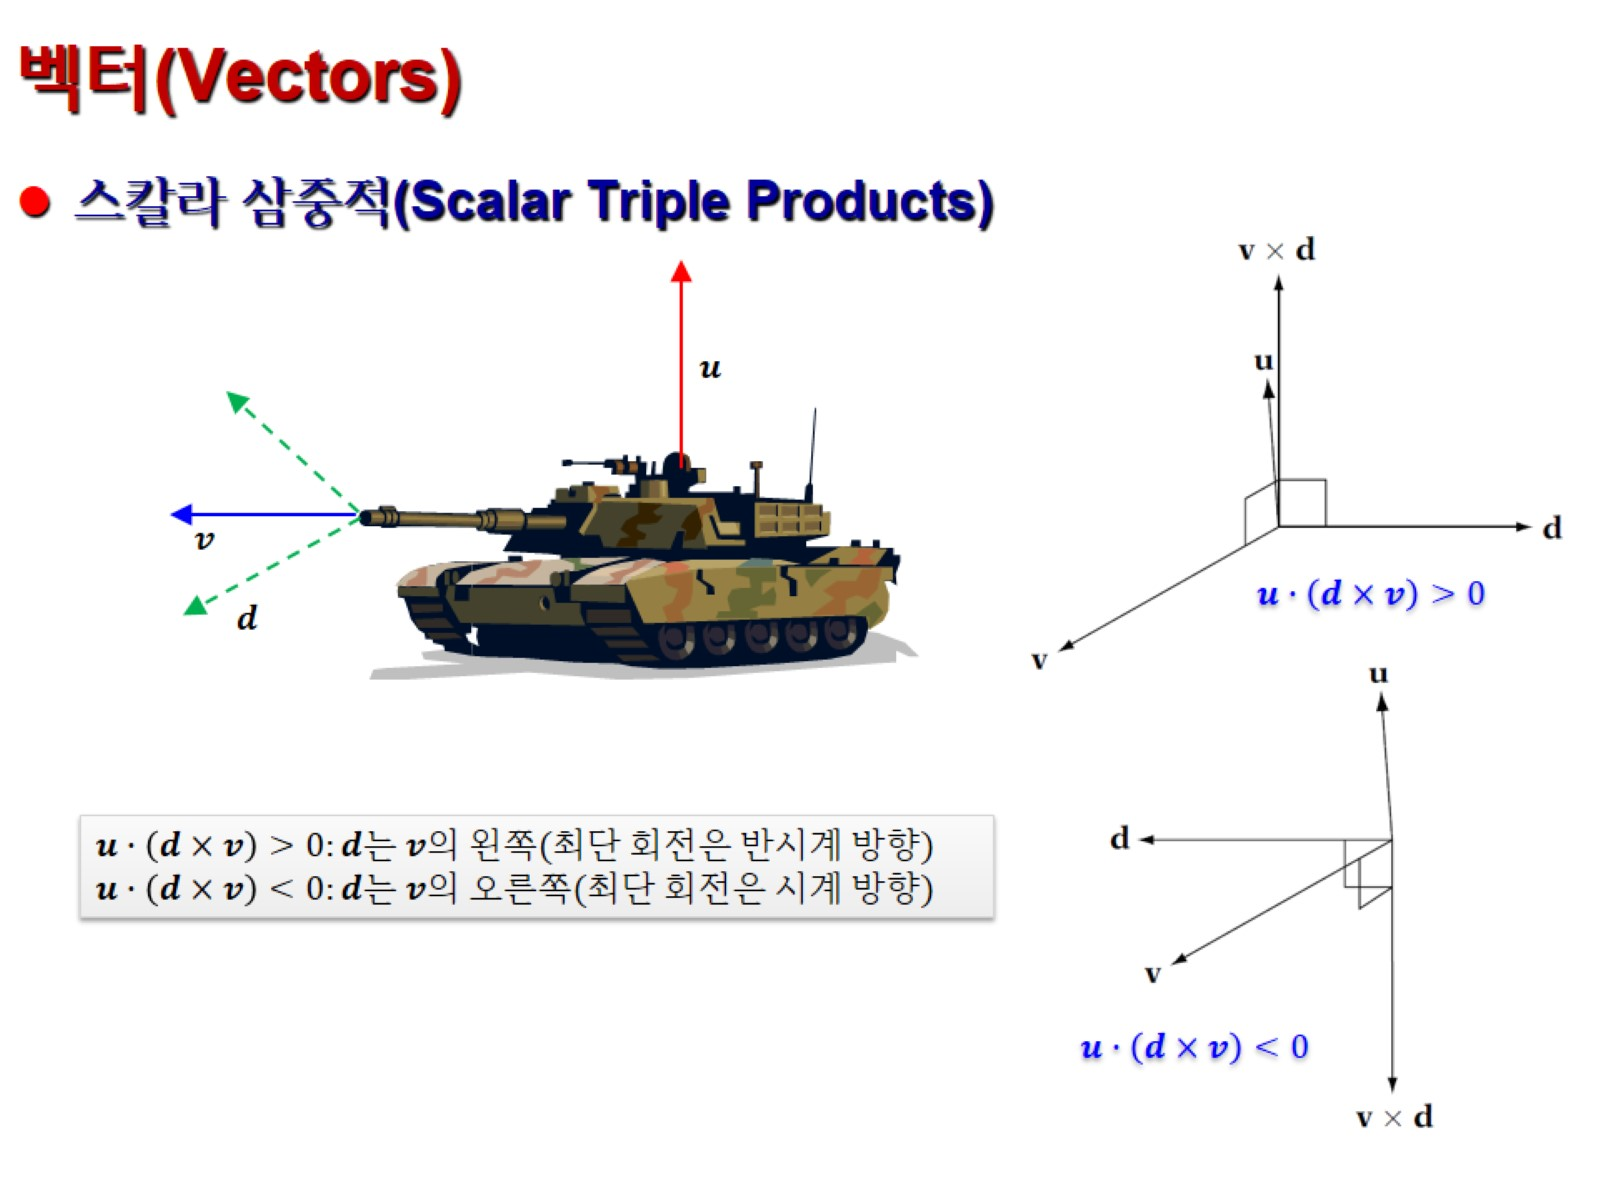 벡터(Vectors)
● 스칼라 삼중적(Scalar Triple Products)
u
v
d
v × d
u
d
v
u · (d × v) > 0
u
d
v
u · (d × v) < 0
v × d
u · (d × v) > 0: d는 v의 왼쪽(최단 회전은 반시계 방향)
u · (d × v) < 0: d는 v의 오른쪽(최단 회전은 시계 방향)